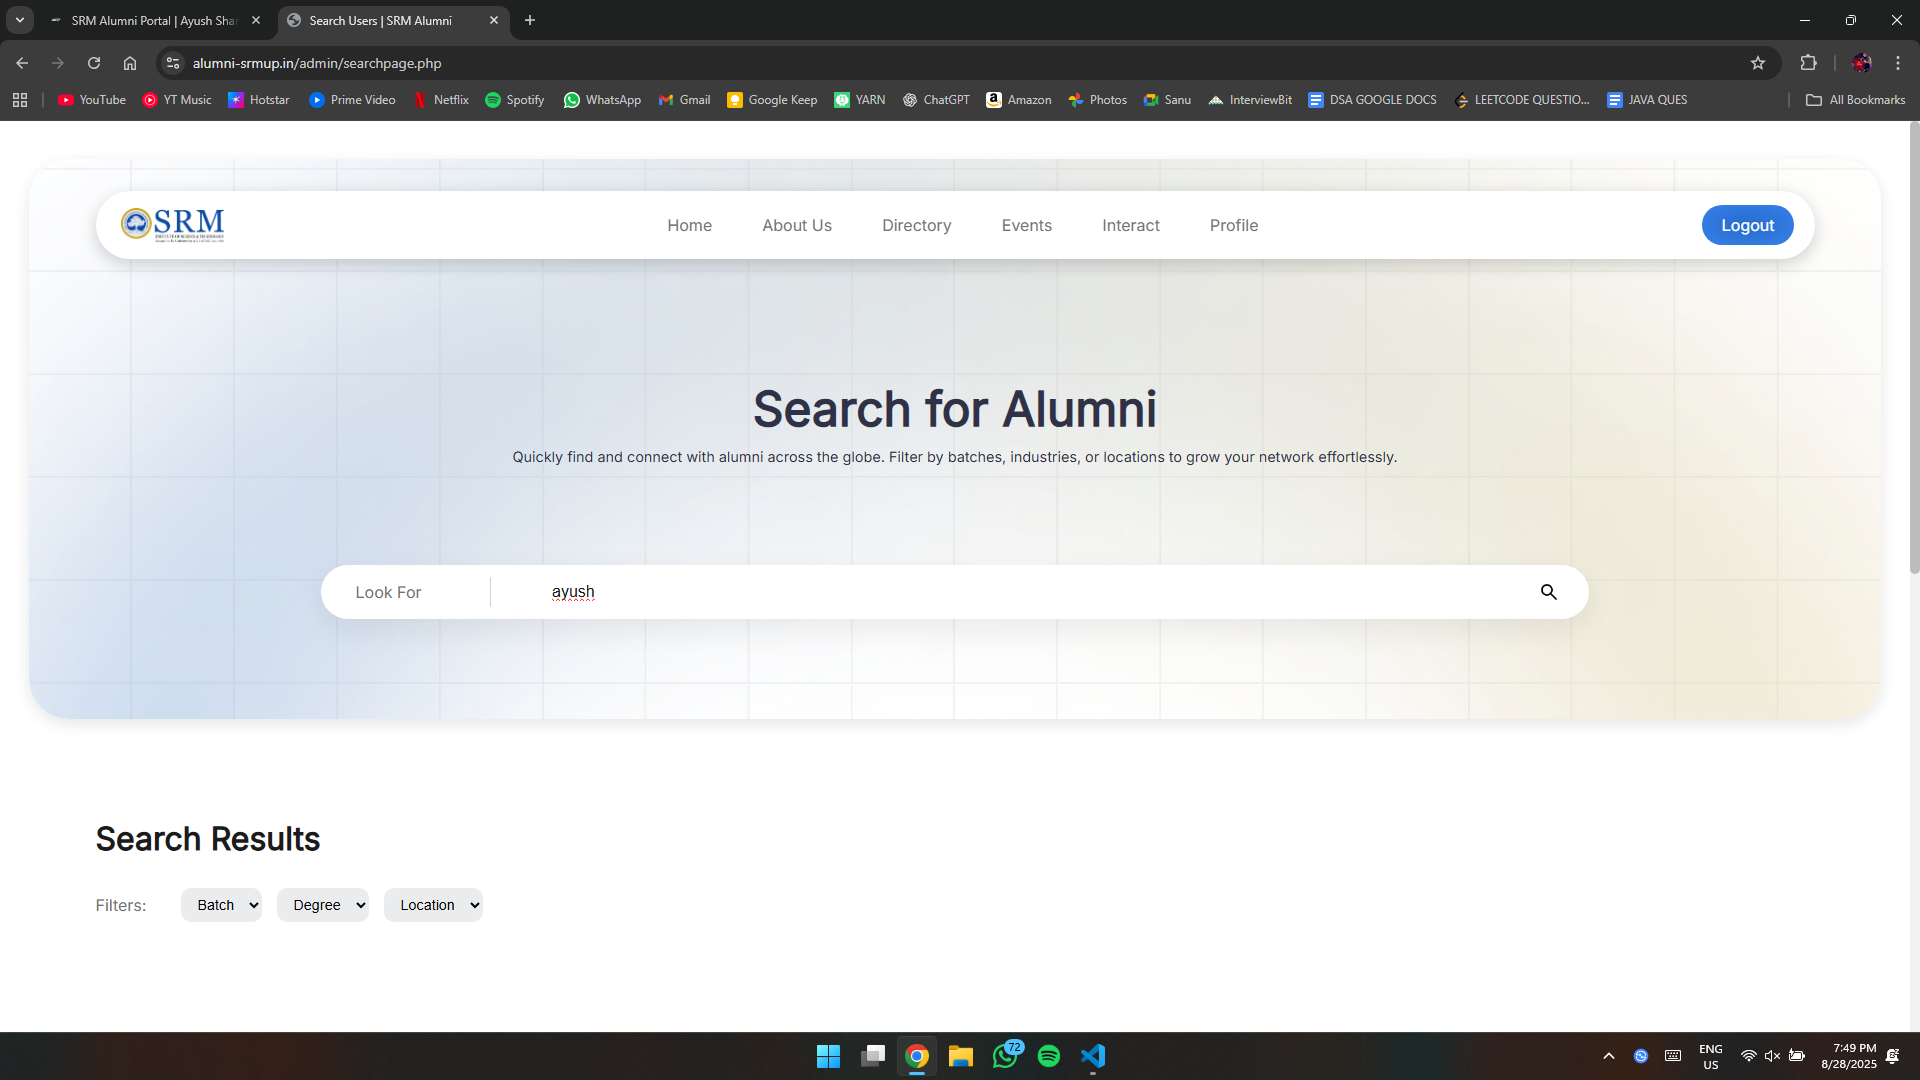 SRM Alumni Portal | Ayush Shar
Search Users | SRM Alumni
alumni-srmup.in/admin/searchpage.php
YouTube
YT Music
Hotstar
Prime Video
Netflix
Spotify
WhatsApp
Gmail
Google Keep
YARN
ChatGPT
Amazon
Photos
Sanu
InterviewBit
DSA GOOGLE DOCS
LEETCODE QUESTIO...
JAVA QUES
All Bookmarks
SRM
Home
About Us
Directory
Events
Interact
Profile
Logout
Search for Alumni
Quickly find and connect with alumni across the globe. Filter by batches, industries, or locations to grow your network effortlessly.
Look For
ayush
Search Results
Filters:
Batch
Degree
Location
72
ENG
US
7:49 PM
8/28/2025